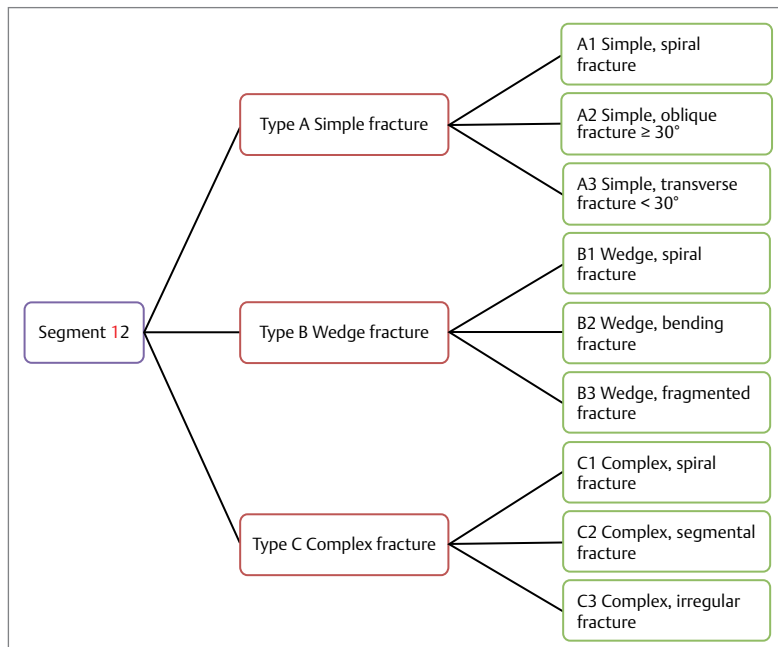 A1 Simple, spiral
fracture
Type A Simple fracture
A2 Simple, oblique
fracture ≥ 30°
A3 Simple, transverse
fracture < 30°
B1 Wedge, spiral
fracture
Segment 12
Type B Wedge fracture
B2 Wedge, bending
fracture
B3 Wedge, fragmented
fracture
C1 Complex, spiral
fracture
Type C Complex fracture
C2 Complex, segmental
fracture
C3 Complex, irregular
fracture